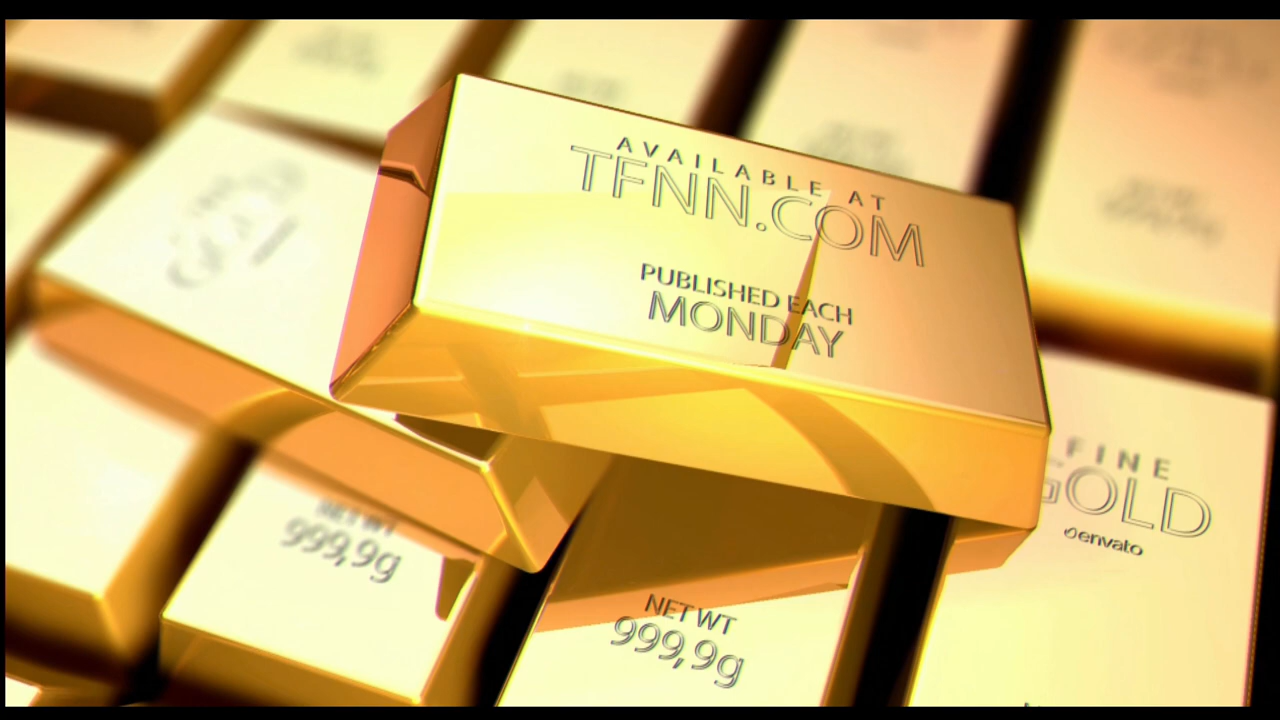 AVAILABLE AT
TFNN.COM
PUBLISHED EACH
MONDAY
FINE
GOLD
envato
NET WT
999,9g
NET WT
999,9g